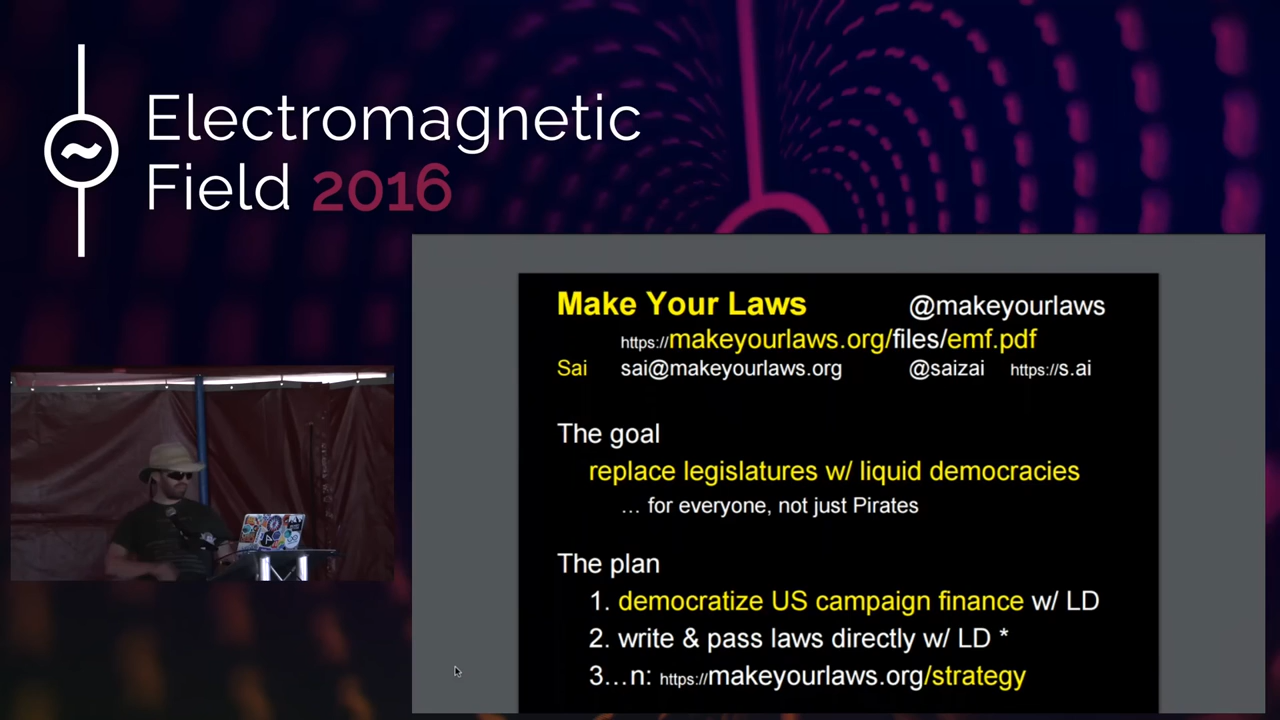 Electromagnetic
Field 2016
Make Your Laws @makeyourlaws
https://makeyourlaws.org/files/emf.pdf
Sai sai@makeyourlaws.org @saizai https://s.ai
The goal
replace legislatures w/ liquid democracies
… for everyone, not just Pirates
The plan
1. democratize US campaign finance w/ LD
2. write & pass laws directly w/ LD *
3…n: https://makeyourlaws.org/strategy